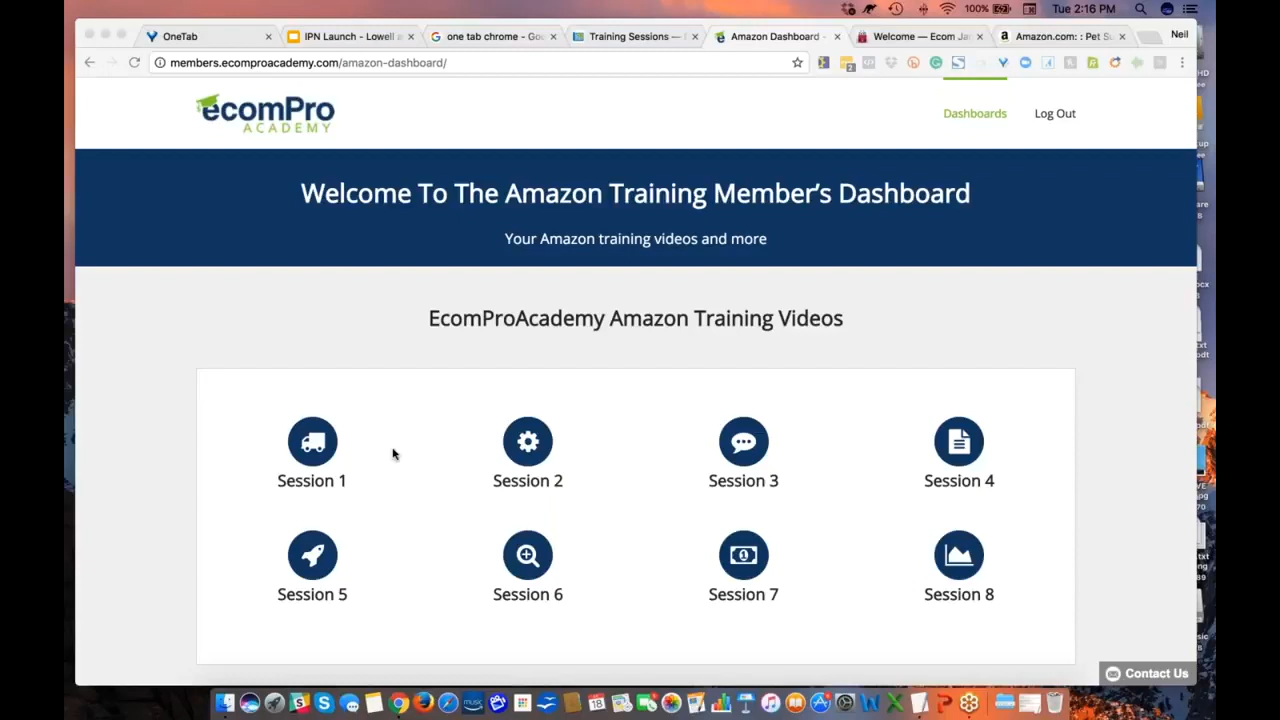 100%
Tue 2:16 PM
OneTab
IPN Launch - Lowell a
one tab chrome - Goo
Training Sessions —
Amazon Dashboard -
Welcome — Ecom Ja
Amazon.com: : Pet Su
Neil
members.ecomproacademy.com/amazon-dashboard/
ecomPro
ACADEMY
Dashboards
Log Out
Welcome To The Amazon Training Member's Dashboard
Your Amazon training videos and more
EcomProAcademy Amazon Training Videos
Session 1
Session 2
Session 3
Session 4
Session 5
Session 6
Session 7
Session 8
Contact Us